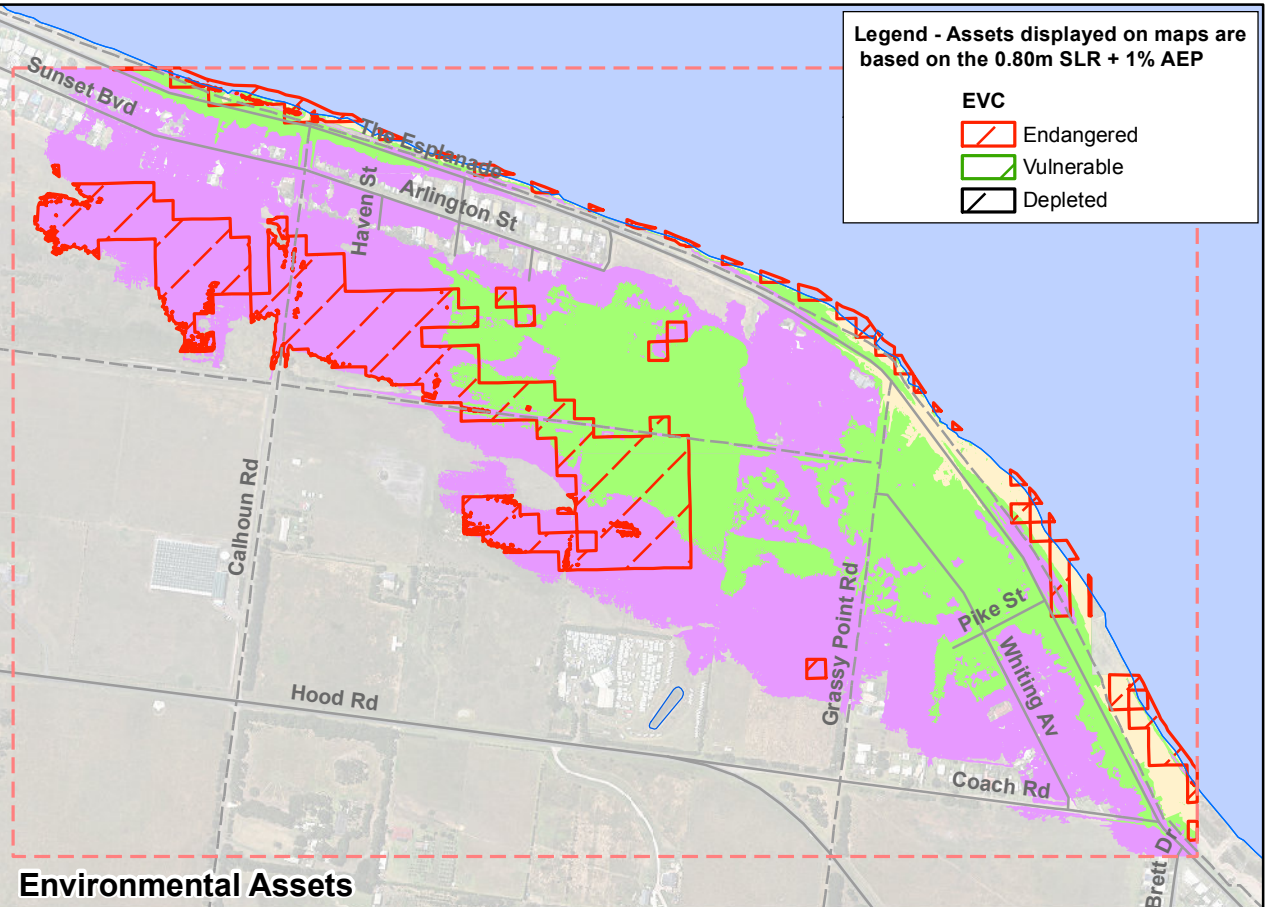 Legend - Assets displayed on maps are
based on the 0.80m SLR + 1% AEP
EVC
Endangered
Vulnerable
Depleted
Sunset Bvd
The Esplanade
Arlington St
Haven St
Calhoun Rd
Grassy Point Rd
Pike St
Whiting Av
Hood Rd
Coach Rd
Brett Dr
Environmental Assets